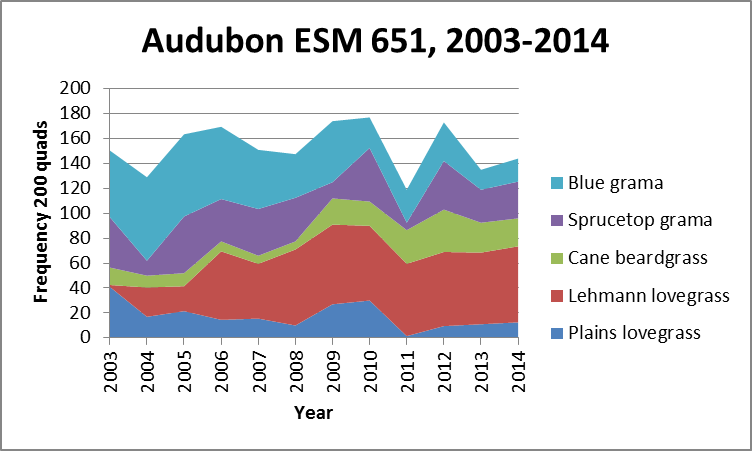 Audubon ESM 651, 2003-2014
Frequency 200 quads
200
180
160
140
120
100
80
60
40
20
0
2003
2004
2005
2006
2007
2008
2009
2010
2011
2012
2013
2014
Year
Blue grama
Sprucetop grama
Cane beardgrass
Lehmann lovegrass
Plains lovegrass